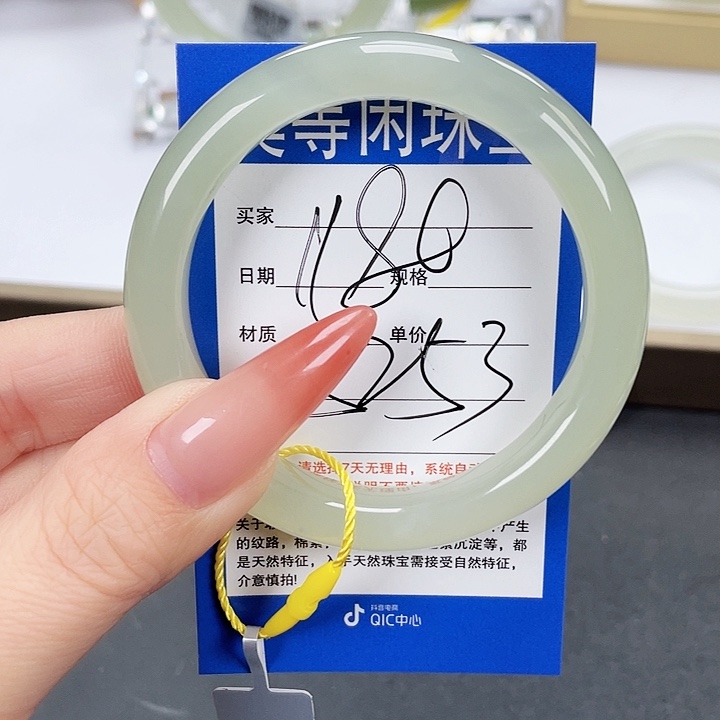 等闲珠
买家
1180
日期 规格
材质 单价
253
请选择7天无理由，系统自动
关于
产生
的纹路，棉絮， 素沉淀等，都
是天然特征， 于天然珠宝需接受自然特征，
介意慎拍!
抖音电商
QIC中心